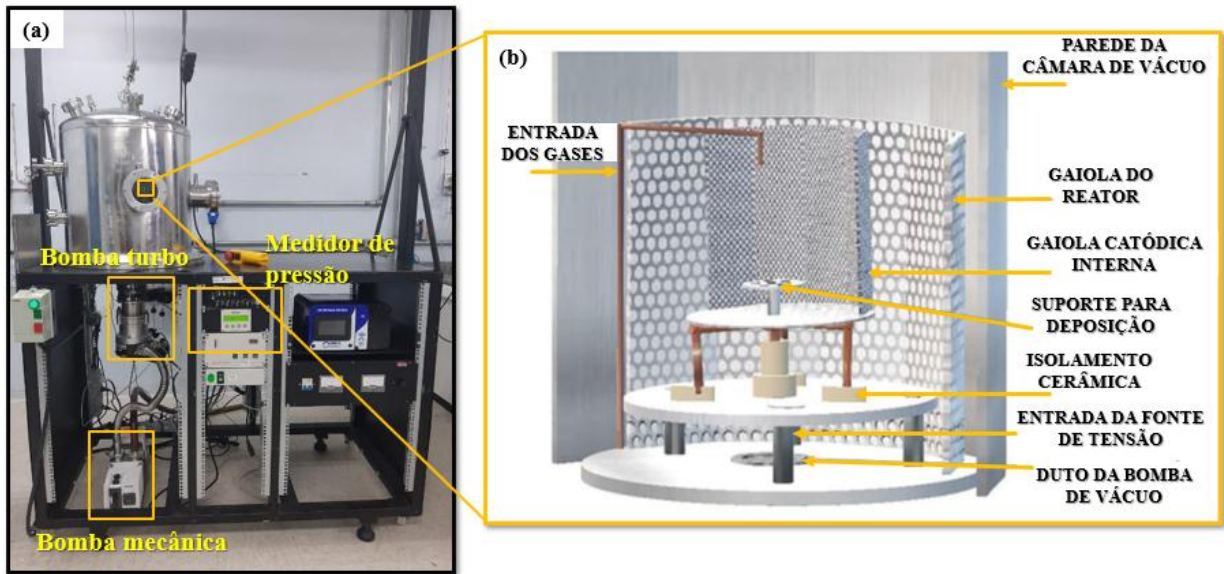 (a)
Bomba turbo
Medidor de
pressão
Bomba mecânica
(b)
ENTRADA
DOS GASES
PAREDE DA
CÂMARA DE VÁCUO
GAIOLA DO
REATOR
GAIOLA CATÓDICA
INTERNA
SUPORTE PARA
DEPOSIÇÃO
ISOLAMENTO
CERÂMICA
ENTRADA DA FONTE
DE TENSÃO
DUTO DA BOMBA
DE VÁCUO